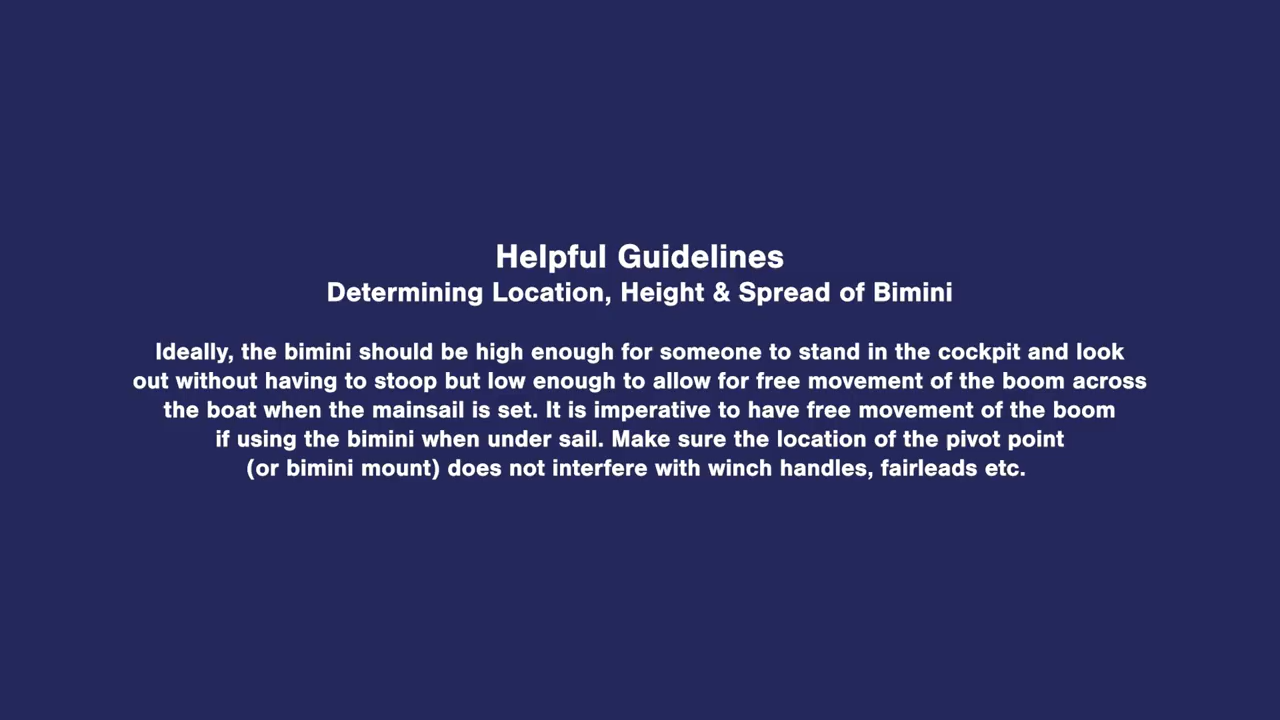 Helpful Guidelines
Determining Location, Height & Spread of Bimini
Ideally, the bimini should be high enough for someone to stand in the cockpit and look
out without having to stoop but low enough to allow for free movement of the boom across
the boat when the mainsail is set. It is imperative to have free movement of the boom
if using the bimini when under sail. Make sure the location of the pivot point
(or bimini mount) does not interfere with winch handles, fairleads etc.